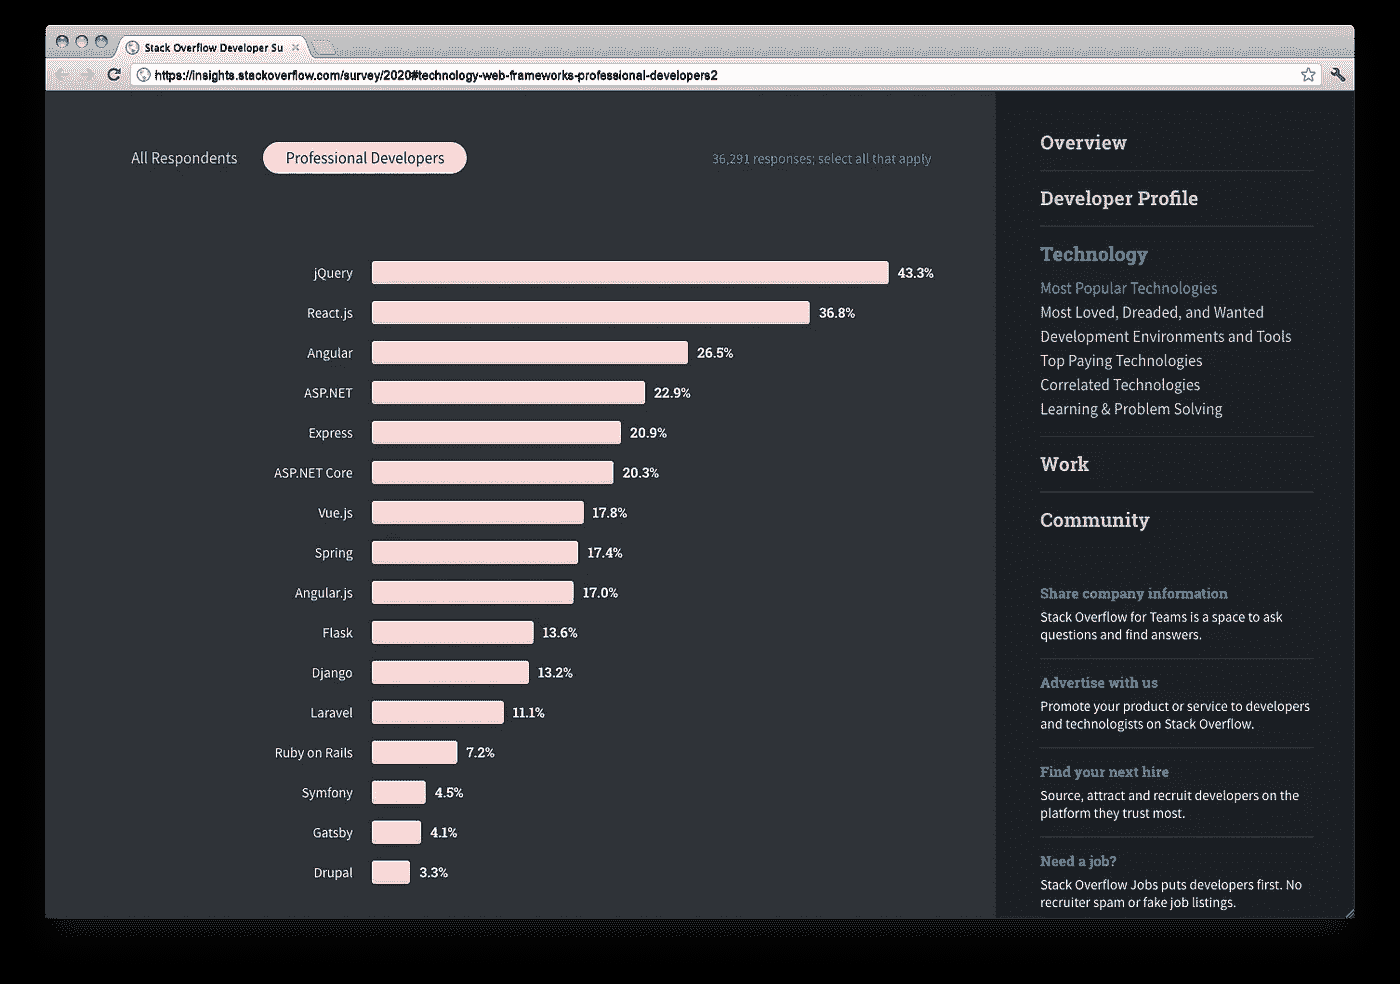 Stack Overflow Developer Su
https://insights.stackoverflow.com/survey/2020#technology-web-frameworks-professional-developers2
All Respondents
Professional Developers
36,291 responses; select all that apply
jQuery 43.3%
React.js 36.8%
Angular 26.5%
ASP.NET 22.9%
Express 20.9%
ASP.NET Core 20.3%
Vue.js 17.8%
Spring 17.4%
Angular.js 17.0%
Flask 13.6%
Django 13.2%
Laravel 11.1%
Ruby on Rails 7.2%
Symfony 4.5%
Gatsby 4.1%
Drupal 3.3%
Overview
Developer Profile
Technology
Most Popular Technologies
Most Loved, Dreaded, and Wanted
Development Environments and Tools
Top Paying Technologies
Correlated Technologies
Learning & Problem Solving
Work
Community
Share company information
Stack Overflow for Teams is a space to ask
questions and find answers.
Advertise with us
Promote your product or service to developers
and technologists on Stack Overflow.
Find your next hire
Source, attract and recruit developers on the
platform they trust most.
Need a job?
Stack Overflow Jobs puts developers first. No
recruiter spam or fake job listings.